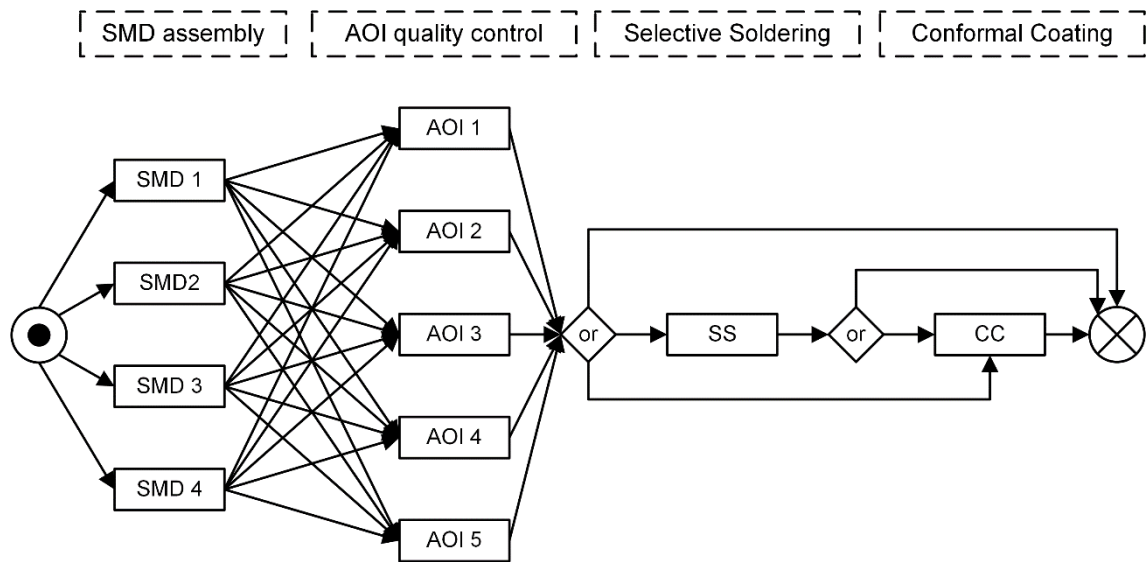 SMD assembly
AOI quality control
Selective Soldering
Conformal Coating
SMD 1
SMD2
SMD 3
SMD 4
AOI 1
AOI 2
AOI 3
AOI 4
AOI 5
or
SS
or
CC